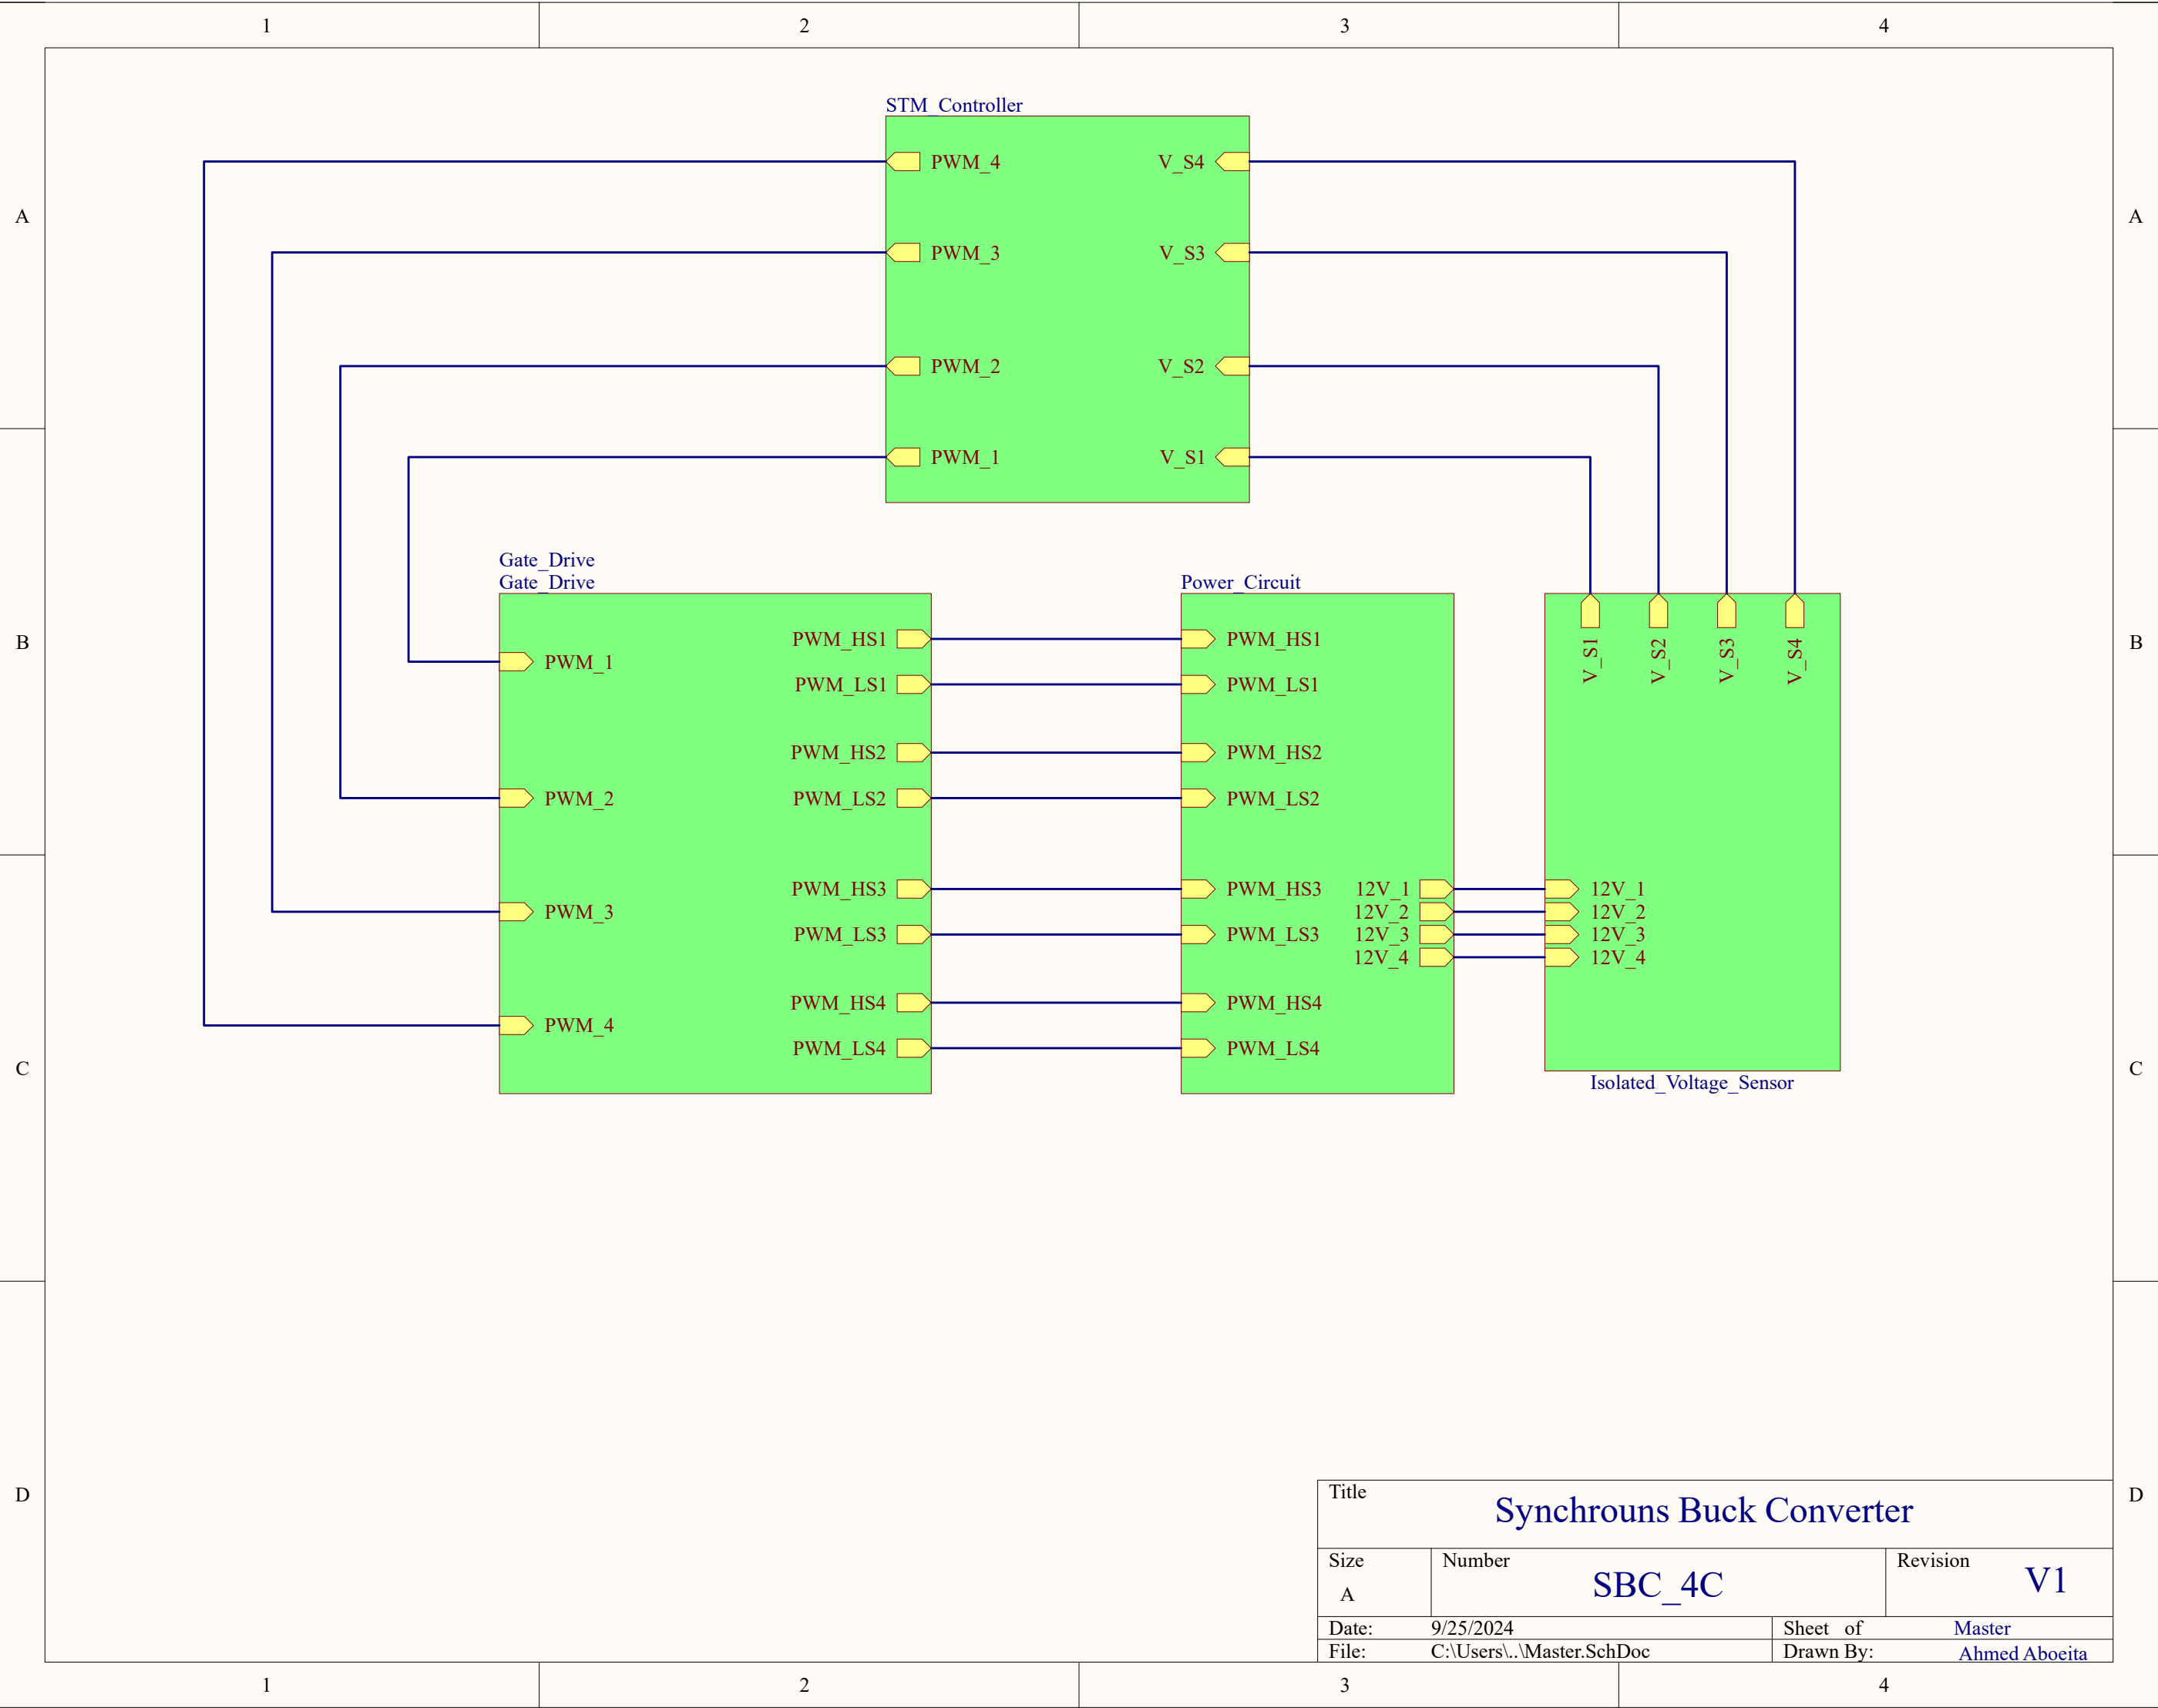 1 2 3 4
STM_Controller
PWM_4 V_S4
A A
PWM_3 V_S3
PWM_2 V_S2
PWM_1 V_S1
Gate_Drive
Gate_Drive Power_Circuit
PWM_HS1 PWM_HS1
B B
PWM_1
V_S1 V_S2 V_S3 V_S4
PWM_LS1 PWM_LS1
PWM_HS2 PWM_HS2
PWM_2 PWM_LS2 PWM_LS2
PWM_HS3 PWM_HS3 12V_1 12V_1
PWM_3 12V_2 12V_2
PWM_LS3 PWM_LS3 12V_3 12V_3
12V_4 12V_4
PWM_HS4 PWM_HS4
PWM_4
PWM_LS4 PWM_LS4
C C
Isolated_Voltage_Sensor
D D
Title
Synchrouns Buck Converter
Size Number Revision
A SBC_4C V1
Date: 9/25/2024 Sheet of Master
File: C:\Users\..\Master.SchDoc Drawn By: Ahmed Aboeita
1 2 3 4